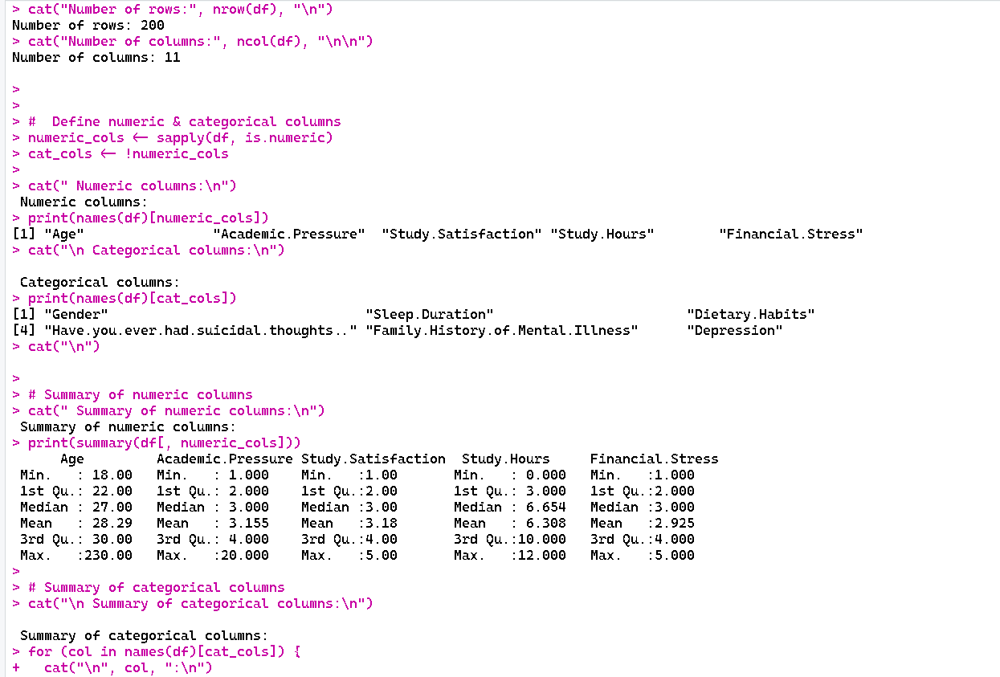 > cat("Number of rows:", nrow(df), "\n")
Number of rows: 200
> cat("Number of columns:", ncol(df), "\n\n")
Number of columns: 11

>
>
> #  Define numeric & categorical columns
> numeric_cols <- sapply(df, is.numeric)
> cat_cols <- !numeric_cols
>
> cat(" Numeric columns:\n")
 Numeric columns:
> print(names(df)[numeric_cols])
[1] "Age"                "Academic.Pressure"  "Study.Satisfaction" "Study.Hours"        "Financial.Stress"
> cat("\n Categorical columns:\n")

 Categorical columns:
> print(names(df)[cat_cols])
[1] "Gender"                                "Sleep.Duration"                        "Dietary.Habits"
[4] "Have.you.ever.had.suicidal.thoughts.." "Family.History.of.Mental.Illness"      "Depression"
> cat("\n")

>
> # Summary of numeric columns
> cat(" Summary of numeric columns:\n")
 Summary of numeric columns:
> print(summary(df[, numeric_cols]))
      Age         Academic.Pressure Study.Satisfaction  Study.Hours     Financial.Stress
 Min.   : 18.00   Min.   : 1.000    Min.   :1.00       Min.   : 0.000   Min.   :1.000
 1st Qu.: 22.00   1st Qu.: 2.000    1st Qu.:2.00       1st Qu.: 3.000   1st Qu.:2.000
 Median : 27.00   Median : 3.000    Median :3.00       Median : 6.654   Median :3.000
 Mean   : 28.29   Mean   : 3.155    Mean   :3.18       Mean   : 6.308   Mean   :2.925
 3rd Qu.: 30.00   3rd Qu.: 4.000    3rd Qu.:4.00       3rd Qu.:10.000   3rd Qu.:4.000
 Max.   :230.00   Max.   :20.000    Max.   :5.00       Max.   :12.000   Max.   :5.000
>
> # Summary of categorical columns
> cat("\n Summary of categorical columns:\n")

 Summary of categorical columns:
> for (col in names(df)[cat_cols]) {
+   cat("\n", col, ":\n")